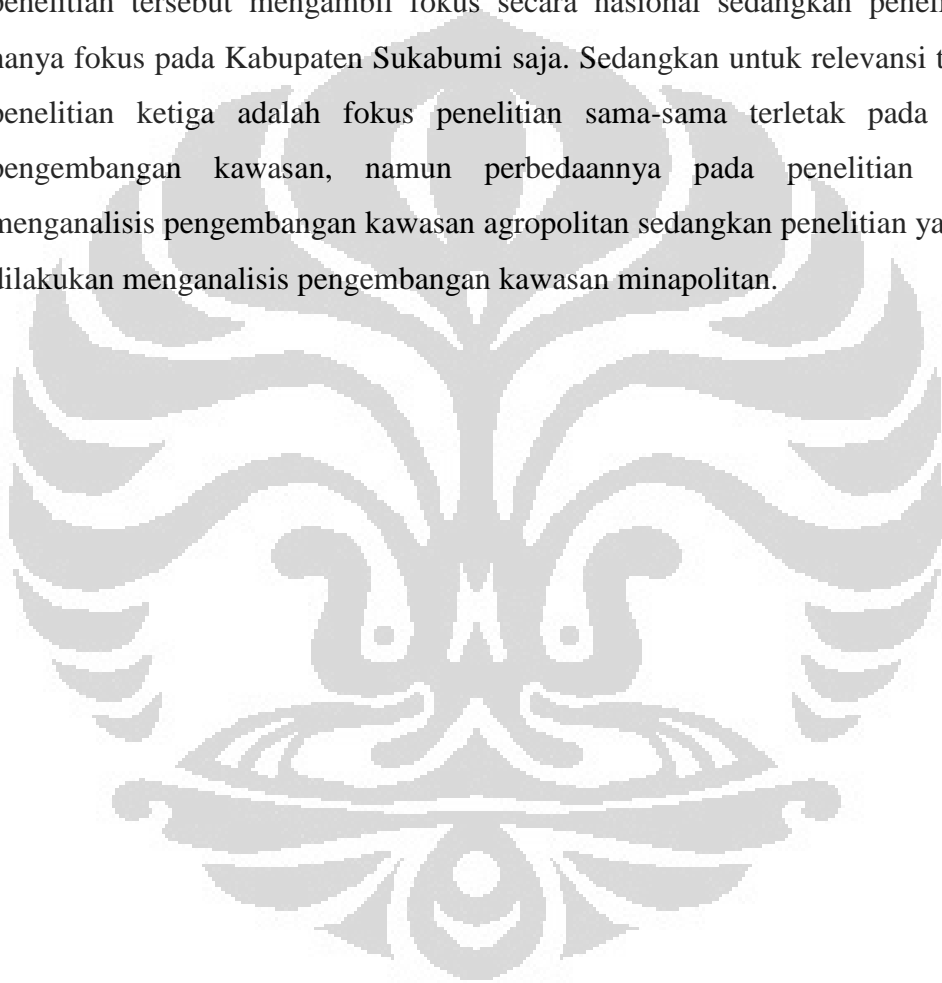 penelitian tersebut mengambil fokus secara nasional sedangkan
hanya fokus pada Kabupaten Sukabumi saja. Sedangkan untuk relevansi
penelitian ketiga adalah fokus penelitian sama-sama terletak pada
pengembangan kawasan, namun perbedaannya pada penelitian
menganalisis pengembangan kawasan agropolitan sedangkan penelitian
dilakukan menganalisis pengembangan kawasan minapolitan.